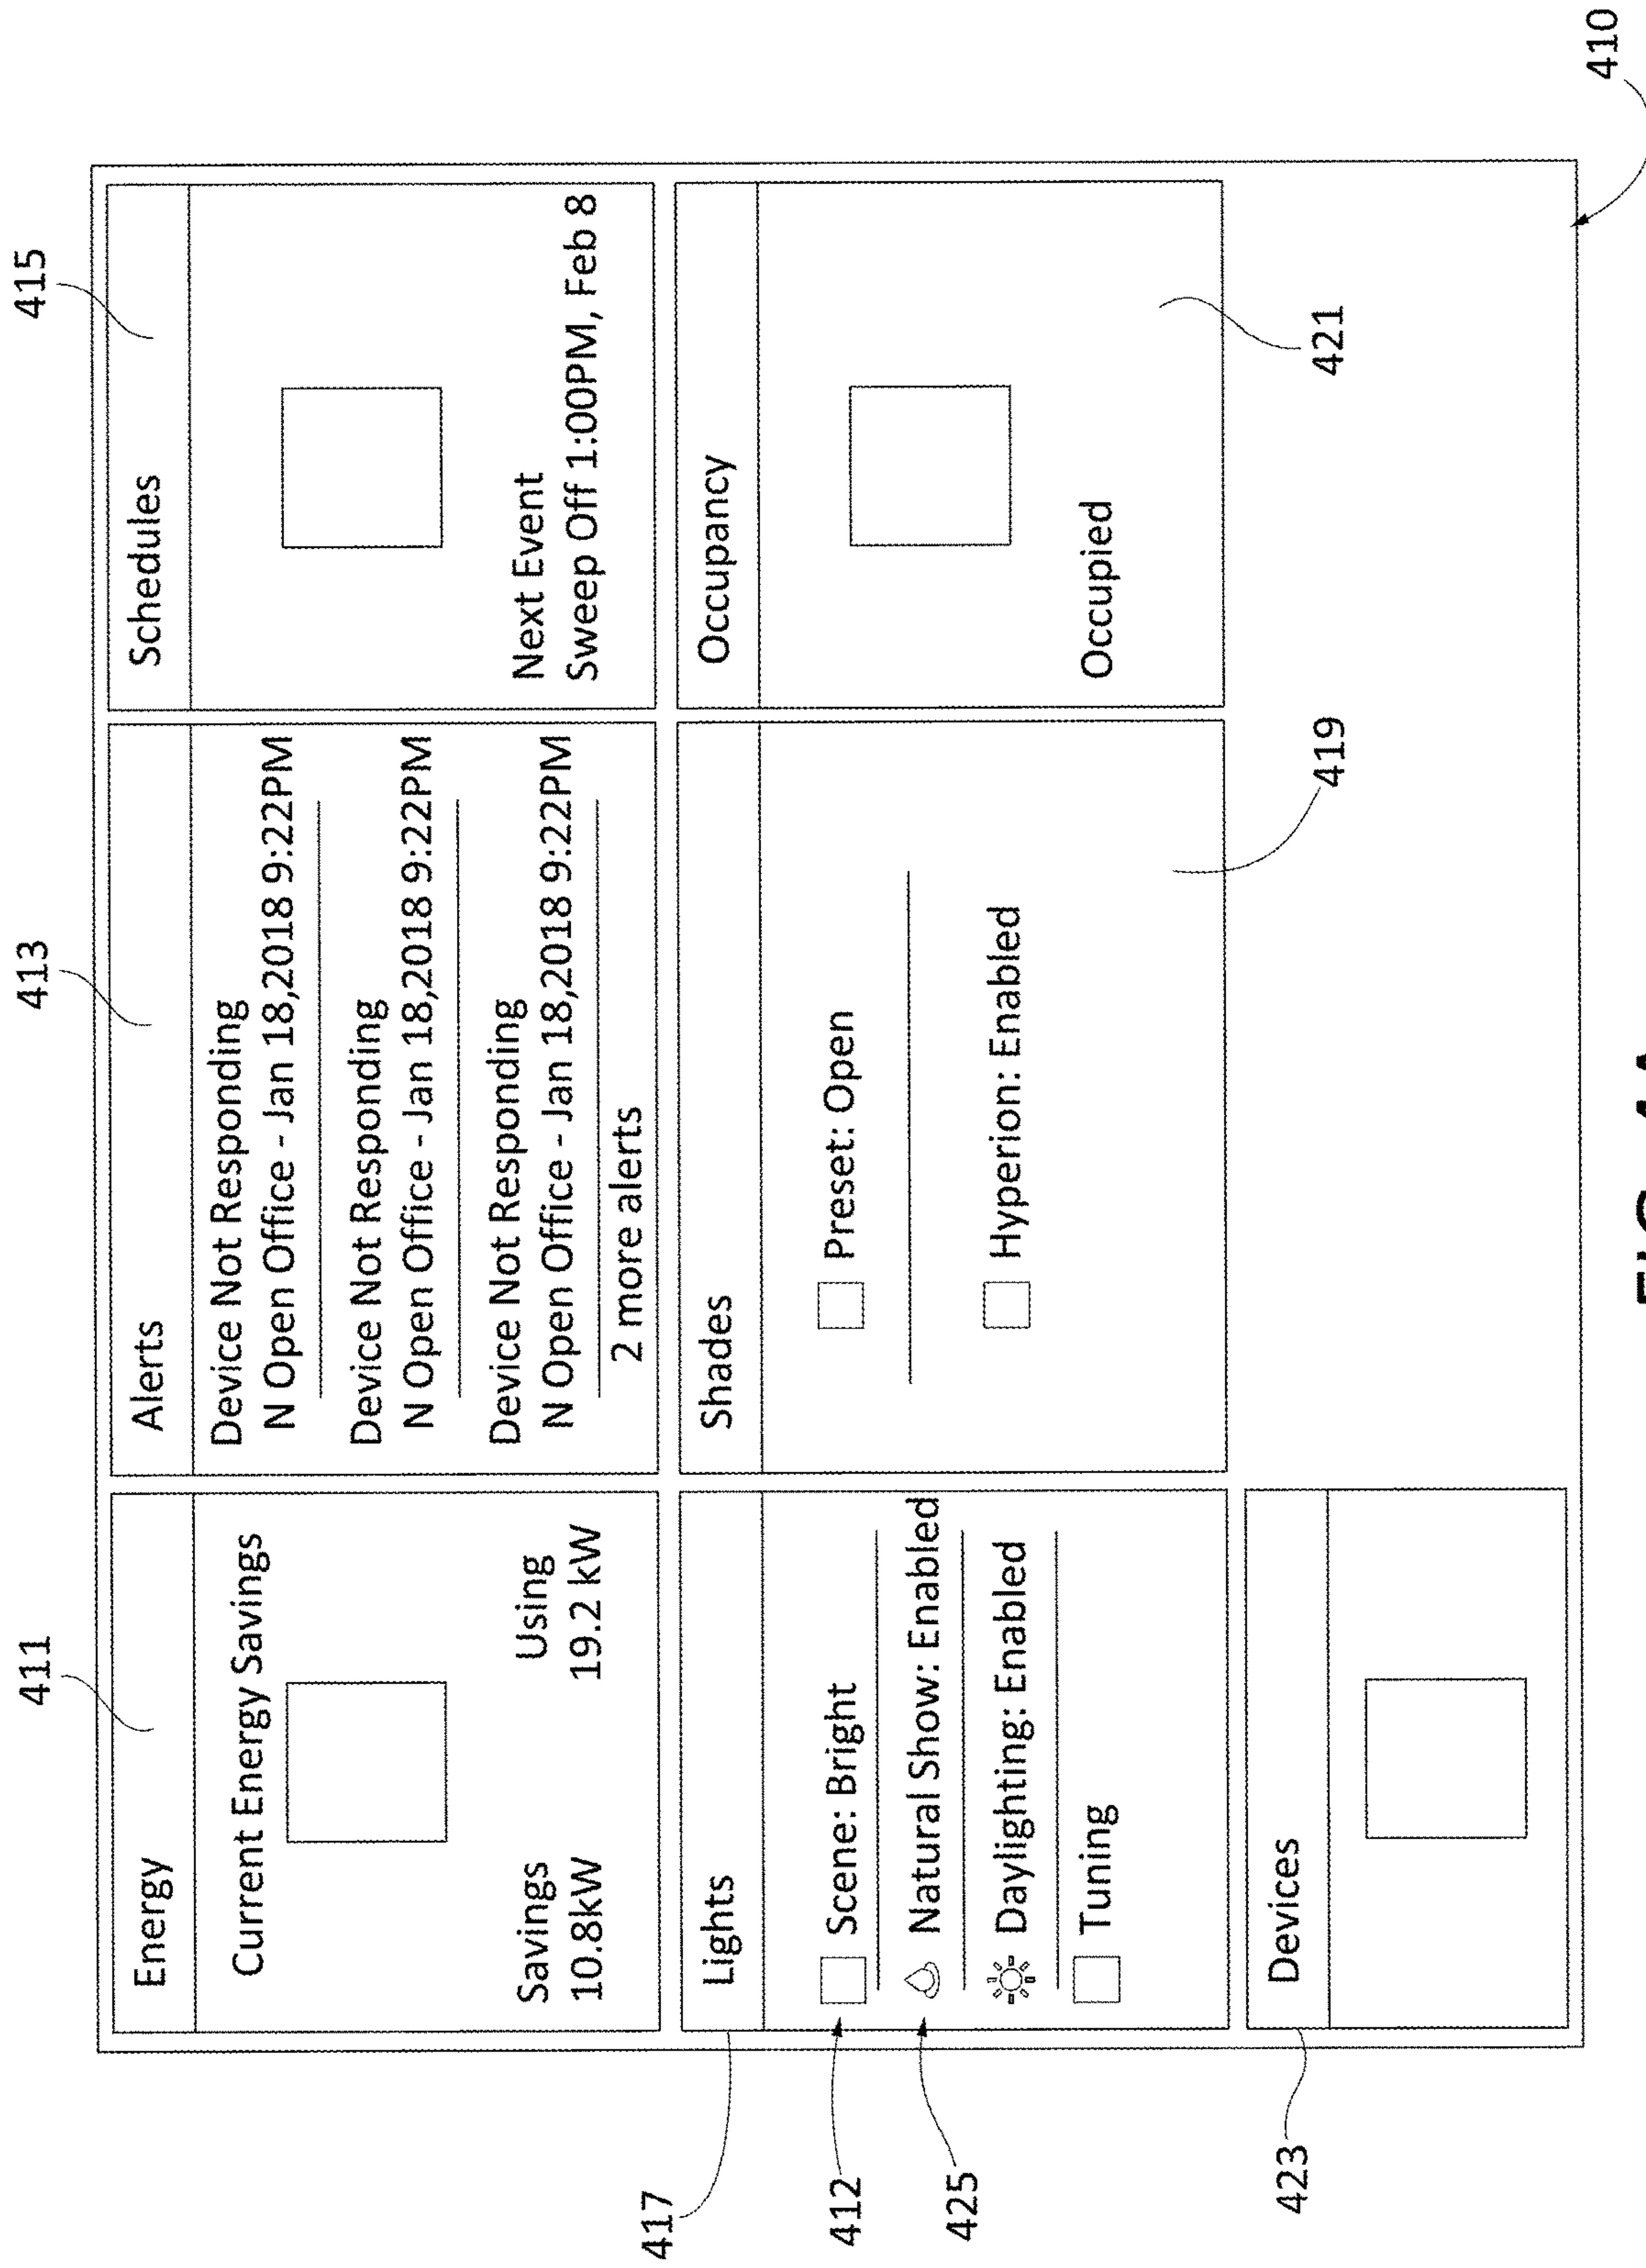 411
413
415
Energy
Current Energy Savings
Savings
10.8kW
Using
19.2 kW
Alerts
Device Not Responding
N Open Office - Jan 18,2018 9:22PM
Device Not Responding
N Open Office - Jan 18,2018 9:22PM
Device Not Responding
N Open Office - Jan 18,2018 9:22PM
2 more alerts
Schedules
Next Event
Sweep Off 1:00PM, Feb 8
417
412
425
Lights
Scene: Bright
Natural Show: Enabled
Daylighting: Enabled
Tuning
Shades
Preset: Open
Hyperion: Enabled
419
Occupancy
Occupied
421
423
Devices
410